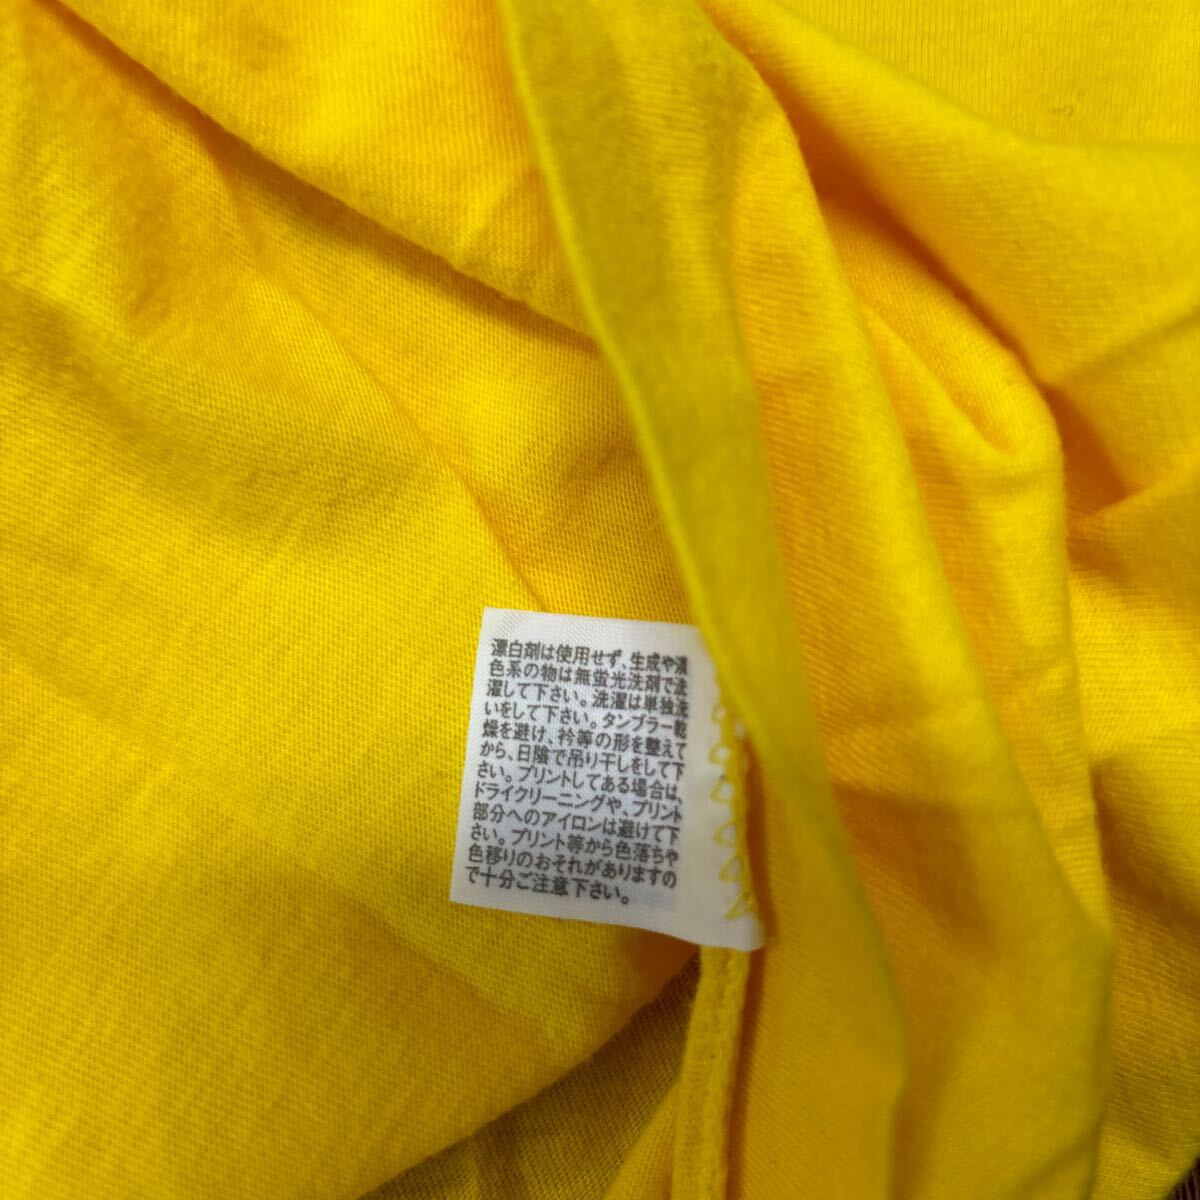 漂白剤は使用せず、生成や濃
色系の物は無蛍光洗剤で洗
濯して下さい。洗濯は単独洗
いをして下さい。タンブラー乾
燥を避け、衿等の形を整えて
から、日陰で吊り干しをして下
さい。プリントしてある場合は、
ドライクリーニングや、プリント
部分へのアイロンは避けて下
さい。プリント等から色落ちや
色移りのおそれがありますの
で十分ご注意下さい。